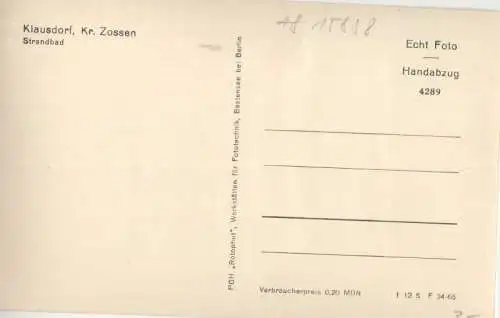 Klausdorf, Kr. Zossen
Strandbad
PGH „Rotophot", Werkstätten für Fototechnik, Bestensee bei Berlin
Echt Foto
Handabzug
4289
Verbraucherpreis 0,20 MDN
I 12 5 F 34-65